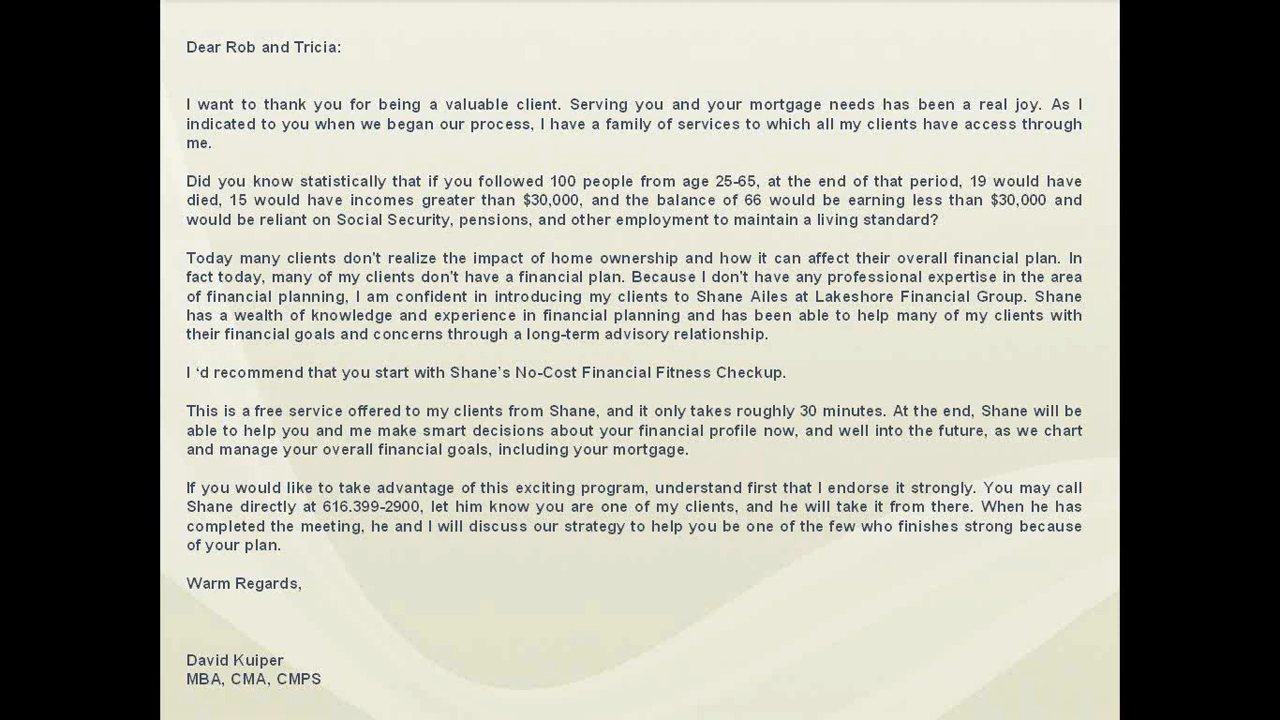 Dear Rob and Tricia:
I want to thank you for being a valuable client. Serving you and your mortgage needs has been a real joy. As I
indicated to you when we began our process, I have a family of services to which all my clients have access through
me.
Did you know statistically that if you followed 100 people from age 25-65, at the end of that period, 19 would have
died, 15 would have incomes greater than $30,000, and the balance of 66 would be earning less than $30,000 and
would be reliant on Social Security, pensions, and other employment to maintain a living standard?
Today many clients don't realize the impact of home ownership and how it can affect their overall financial plan. In
fact today, many of my clients don't have a financial plan. Because I don't have any professional expertise in the area
of financial planning, I am confident in introducing my clients to Shane Ailes at Lakeshore Financial Group. Shane
has a wealth of knowledge and experience in financial planning and has been able to help many of my clients with
their financial goals and concerns through a long-term advisory relationship.
I ‘d recommend that you start with Shane’s No-Cost Financial Fitness Checkup.
This is a free service offered to my clients from Shane, and it only takes roughly 30 minutes. At the end, Shane will be
able to help you and me make smart decisions about your financial profile now, and well into the future, as we chart
and manage your overall financial goals, including your mortgage.
If you would like to take advantage of this exciting program, understand first that I endorse it strongly. You may call
Shane directly at 616.399-2900, let him know you are one of my clients, and he will take it from there. When he has
completed the meeting, he and I will discuss our strategy to help you be one of the few who finishes strong because
of your plan.
Warm Regards,
David Kuiper
MBA, CMA, CMPS